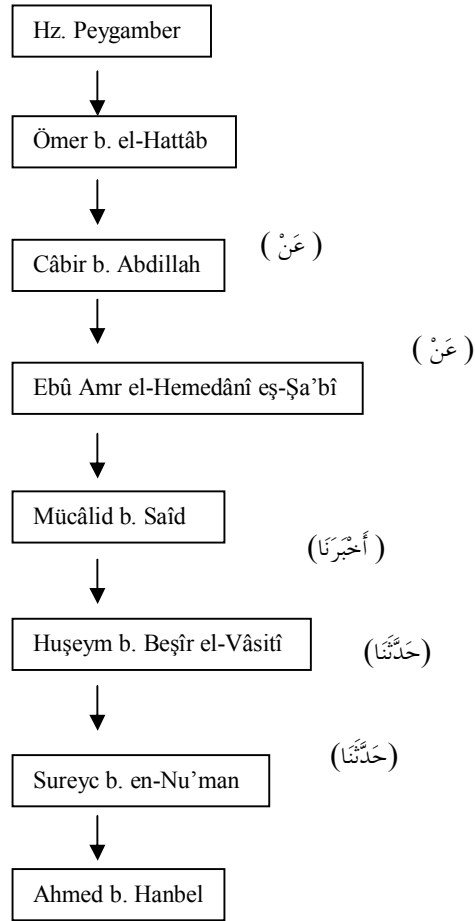 Hz. Peygamber
Ömer b. el-Hattâb
Câbir b. Abdillah
( عَنْ )
( عَنْ )
Ebû Amr el-Hemedânî eş-Şa’bî
Mücâlid b. Saîd
( أَخْبَرَنَا)
Huşeym b. Beşîr el-Vâsitî
(حَدَّثَنَا)
(حَدَّثَنَا)
Sureyc b. en-Nu’man
Ahmed b. Hanbel